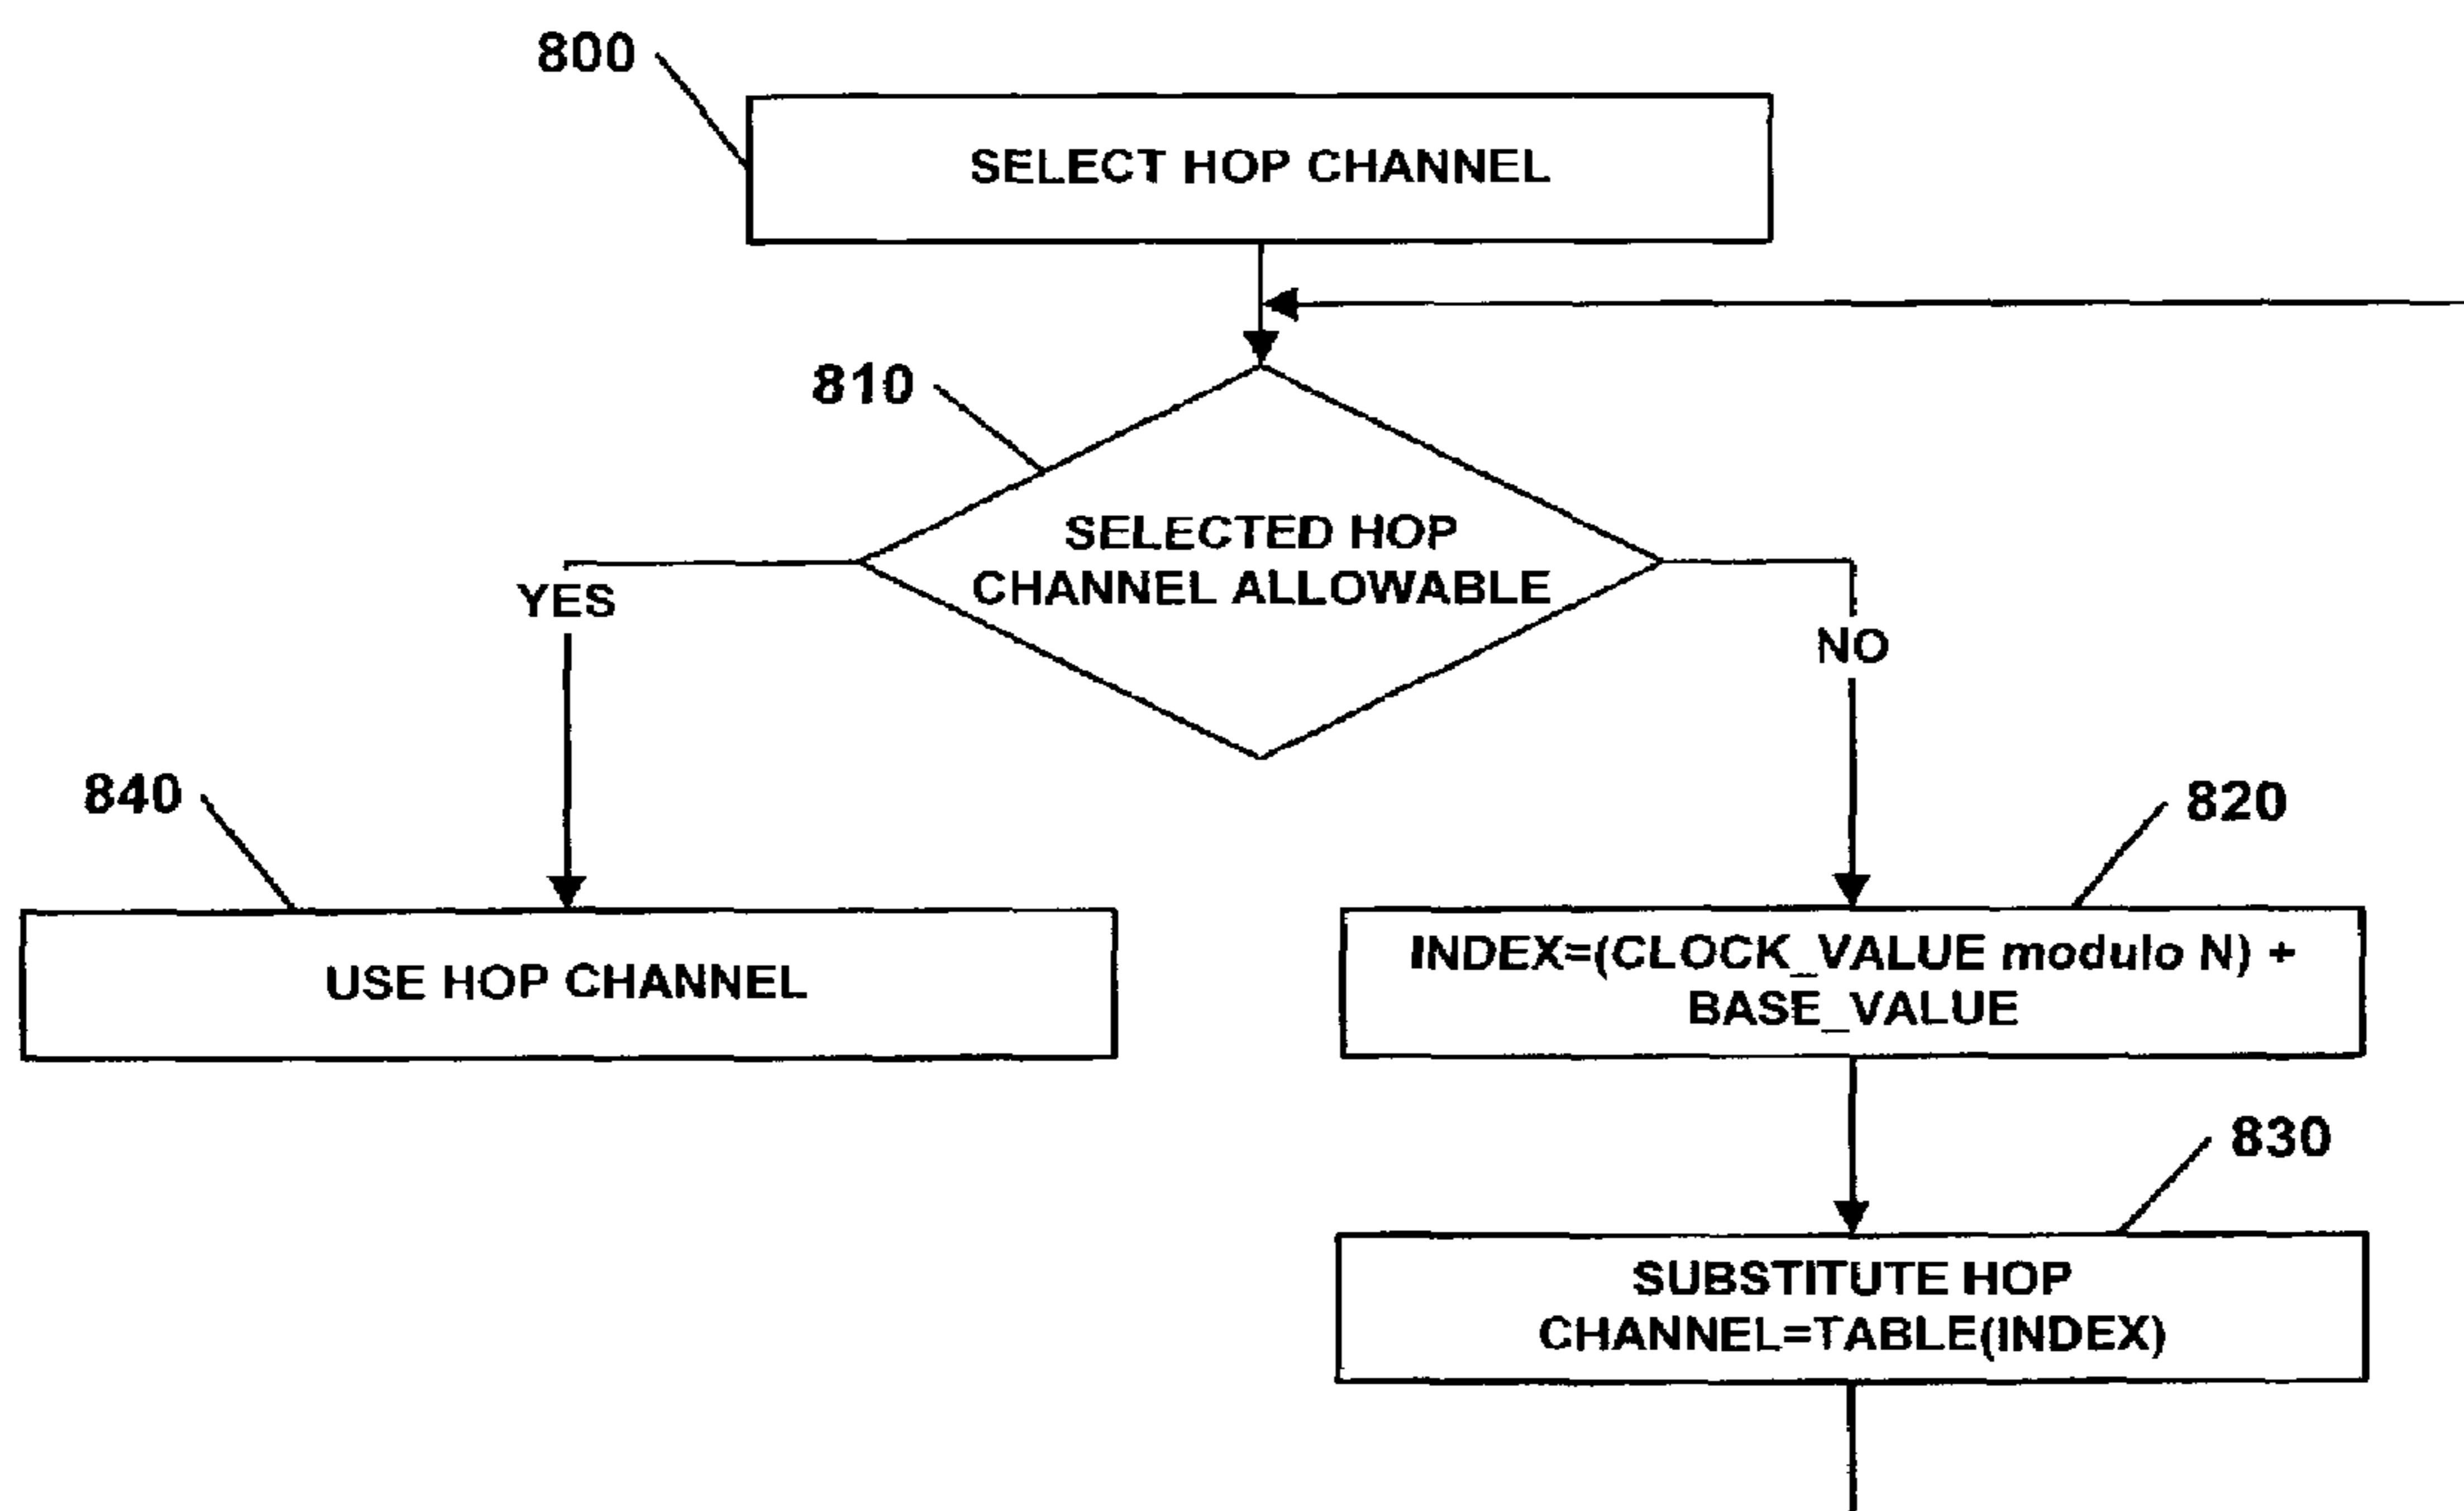 800
SELECT HOP CHANNEL
810
SELECTED HOP
CHANNEL ALLOWABLE
YES
NO
840
820
USE HOP CHANNEL
INDEX=(CLOCK_VALUE modulo N) +
BASE_VALUE
830
SUBSTITUTE HOP
CHANNEL=TABLE(INDEX)